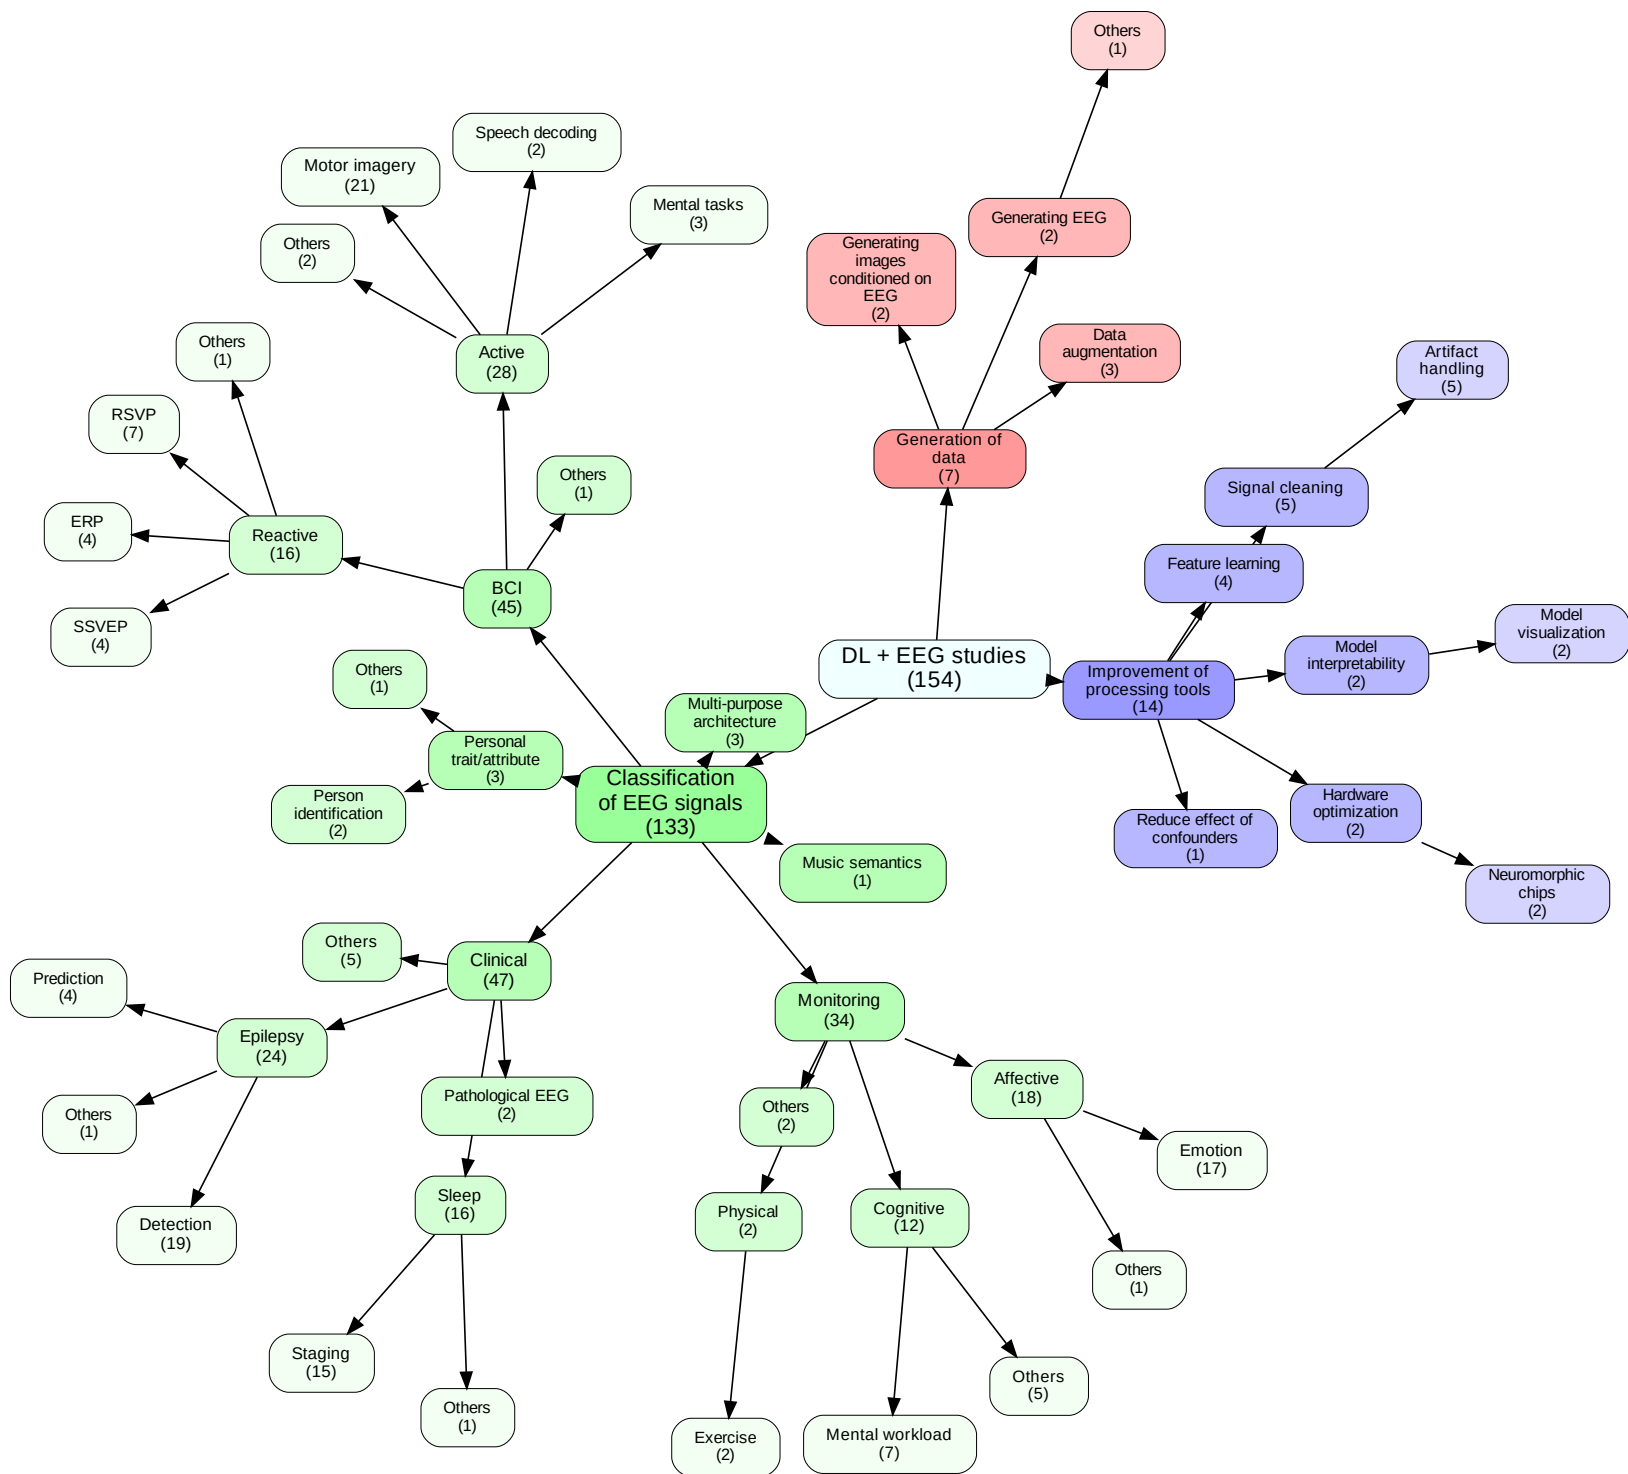 Others
(1)
Speech decoding
(2)
Motor imagery
(21)
Mental tasks
(3)
Others
(2)
Generating EEG
(2)
Generating
images
conditioned on
EEG
(2)
Others
(1)
Active
(28)
Data
augmentation
(3)
Artifact
handling
(5)
RSVP
(7)
Others
(1)
Generation of
data
(7)
Signal cleaning
(5)
ERP
(4)
Reactive
(16)
BCI
(45)
Feature learning
(4)
SSVEP
(4)
Model
visualization
(2)
DL + EEG studies
(154)
Model
interpretability
(2)
Improvement of
processing tools
(14)
Others
(1)
Multi-purpose
architecture
(3)
Personal
trait/attribute
(3)
Classification
of EEG signals
(133)
Person
identification
(2)
Hardware
optimization
(2)
Reduce effect of
confounders
(1)
Music semantics
(1)
Neuromorphic
chips
(2)
Others
(5)
Clinical
(47)
Prediction
(4)
Monitoring
(34)
Epilepsy
(24)
Affective
(18)
Others
(1)
Pathological EEG
(2)
Others
(2)
Emotion
(17)
Sleep
(16)
Physical
(2)
Cognitive
(12)
Detection
(19)
Others
(1)
Staging
(15)
Others
(5)
Others
(1)
Exercise
(2)
Mental workload
(7)